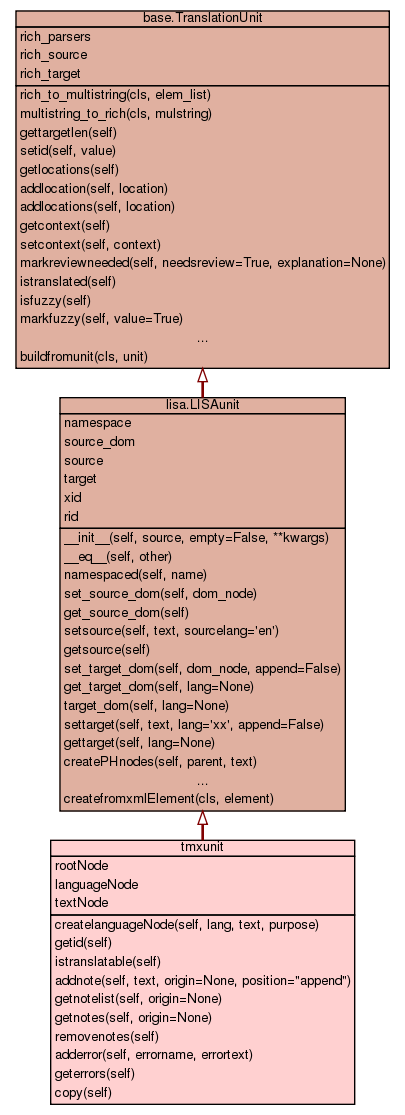 base.TranslationUnit
rich_parsers
rich_source
rich_target
rich_to_multistring(cls, elem_list)
multistring_to_rich(cls, mulstring)
gettargetlen(self)
setid(self, value)
getlocations(self)
addlocation(self, location)
addlocations(self, location)
getcontext(self)
setcontext(self, context)
markreviewneeded(self, needsreview=True, explanation=None)
istranslated(self)
isfuzzy(self)
markfuzzy(self, value=True)
...
buildfromunit(cls, unit)
lisa.LISAunit
namespace
source_dom
source
target
xid
rid
__init__(self, source, empty=False, **kwargs)
__eq__(self, other)
namespaced(self, name)
set_source_dom(self, dom_node)
get_source_dom(self)
setsource(self, text, sourcelang='en')
getsource(self)
set_target_dom(self, dom_node, append=False)
get_target_dom(self, lang=None)
target_dom(self, lang=None)
settarget(self, text, lang='xx', append=False)
gettarget(self, lang=None)
createPHnodes(self, parent, text)
...
createfromxmlElement(cls, element)
tmxunit
rootNode
languageNode
textNode
createlanguageNode(self, lang, text, purpose)
getid(self)
istranslatable(self)
addnote(self, text, origin=None, position="append")
getnotelist(self, origin=None)
getnotes(self, origin=None)
removenotes(self)
adderror(self, errorname, errortext)
geterrors(self)
copy(self)